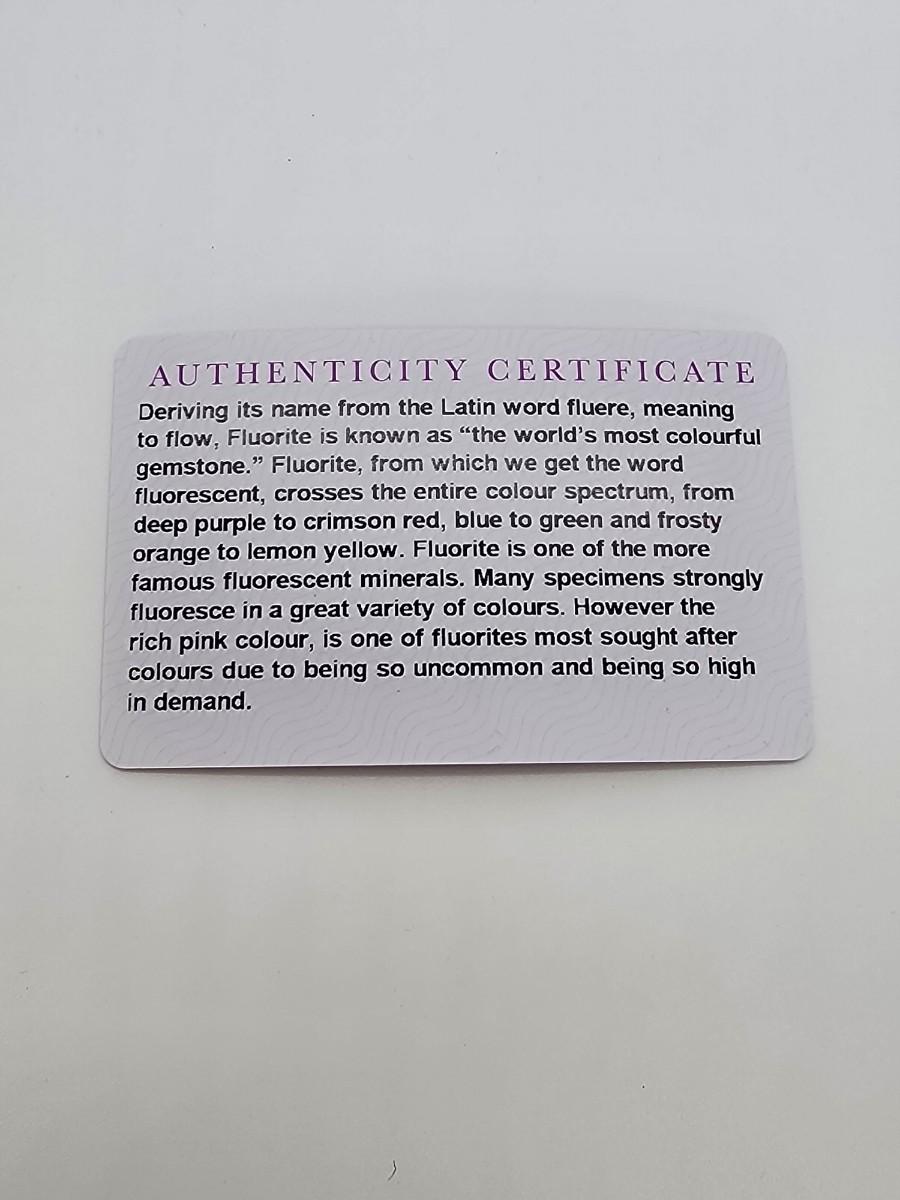 AUTHENTICITY CERTIFICATE
Deriving its name from the Latin word fluere, meaning
to flow, Fluorite is known as “the world’s most colourful
gemstone.” Fluorite, from which we get the word
fluorescent, crosses the entire colour spectrum, from
deep purple to crimson red, blue to green and frosty
orange to lemon yellow. Fluorite is one of the more
famous fluorescent minerals. Many specimens strongly
fluoresce in a great variety of colours. However the
rich pink colour, is one of fluorites most sought after
colours due to being so uncommon and being so high
in demand.